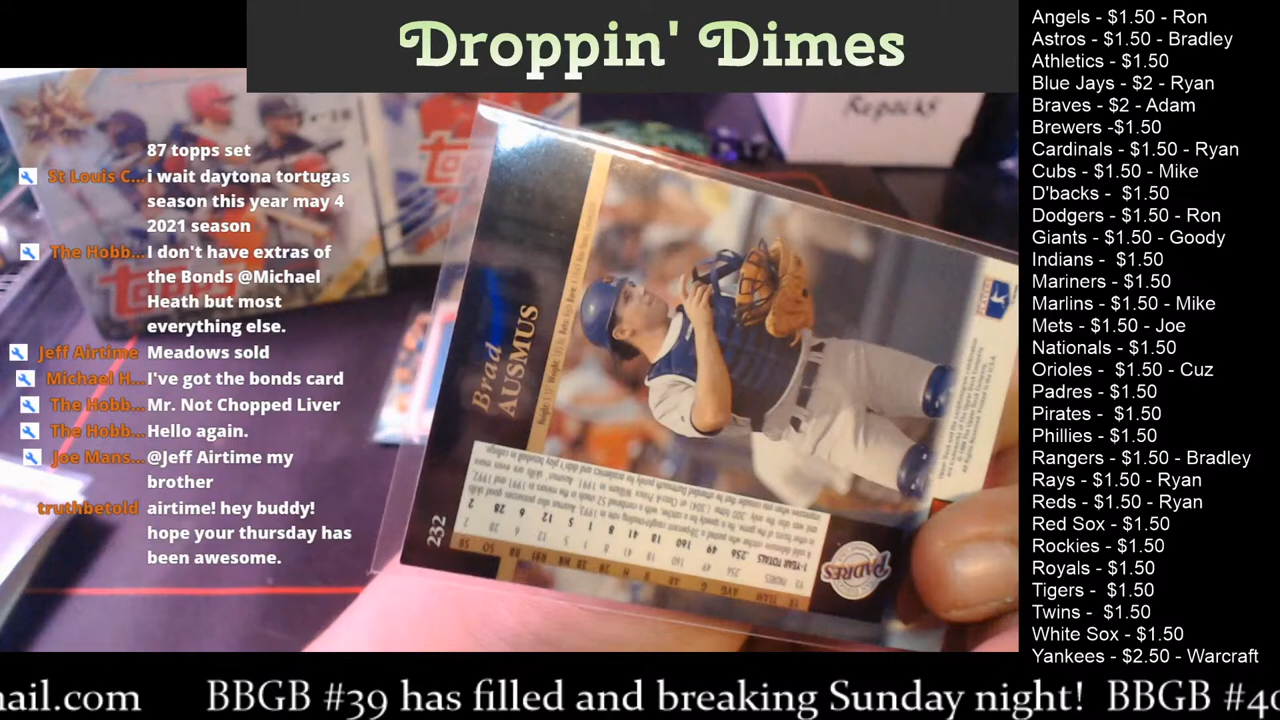 Droppin' Dimes
Repacks
87 topps set
St Louis C... i wait daytona tortugas
season this year may 4
2021 season
The Hobb... I don't have extras of
the Bonds @Michael
Heath but most
everything else.
Jeff Airtime Meadows sold
Michael H... I've got the bonds card
The Hobb... Mr. Not Chopped Liver
The Hobb... Hello again.
Joe Mans... @Jeff Airtime my
brother
truthbetold airtime! hey buddy!
hope your thursday has
been awesome.
topps
Brad
AUSMUS
232
PADRES
Angels - $1.50 - Ron
Astros - $1.50 - Bradley
Athletics - $1.50
Blue Jays - $2 - Ryan
Braves - $2 - Adam
Brewers -$1.50
Cardinals - $1.50 - Ryan
Cubs - $1.50 - Mike
D'backs - $1.50
Dodgers - $1.50 - Ron
Giants - $1.50 - Goody
Indians - $1.50
Mariners - $1.50
Marlins - $1.50 - Mike
Mets - $1.50 - Joe
Nationals - $1.50
Orioles - $1.50 - Cuz
Padres - $1.50
Pirates - $1.50
Phillies - $1.50
Rangers - $1.50 - Bradley
Rays - $1.50 - Ryan
Reds - $1.50 - Ryan
Red Sox - $1.50
Rockies - $1.50
Royals - $1.50
Tigers - $1.50
Twins - $1.50
White Sox - $1.50
Yankees - $2.50 - Warcraft
mail.com BBGB #39 has filled and breaking Sunday night! BBGB #40